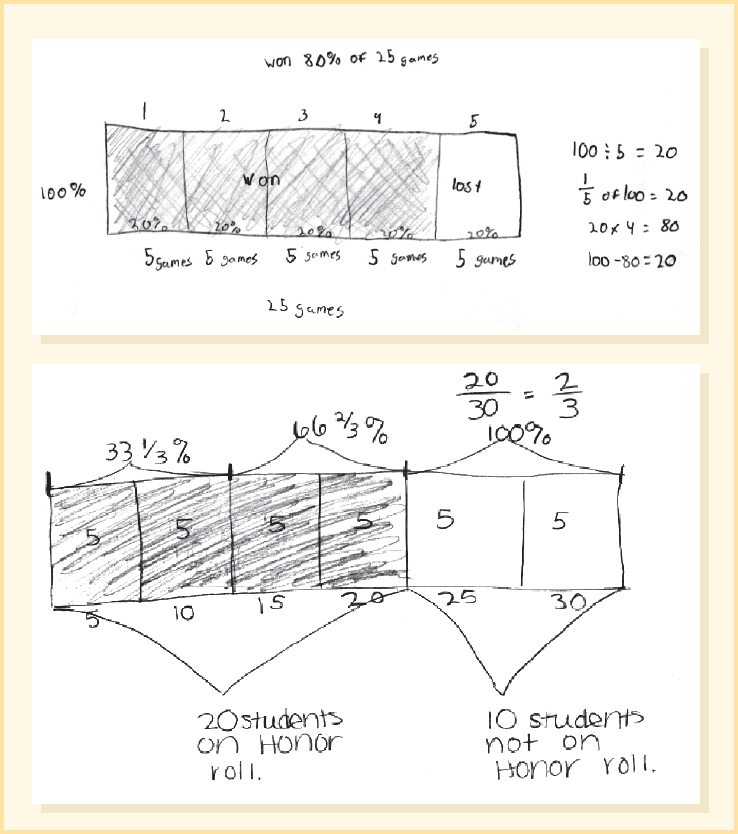 won 80% of 25 games
1 2 3 4 5
100%
won
lost
20% 20% 20% 20% 20%
5 games 5 games 5 games 5 games 5 games
25 games
100 ÷ 5 = 20
1/5 of 100 = 20
20 x 4 = 80
100 - 80 = 20
20/30 = 2/3
33 1/3% 66 2/3% 100%
5 5 5 5 5 5
5 10 15 20 25 30
20 students
on Honor
roll.
10 students
not on
Honor roll.